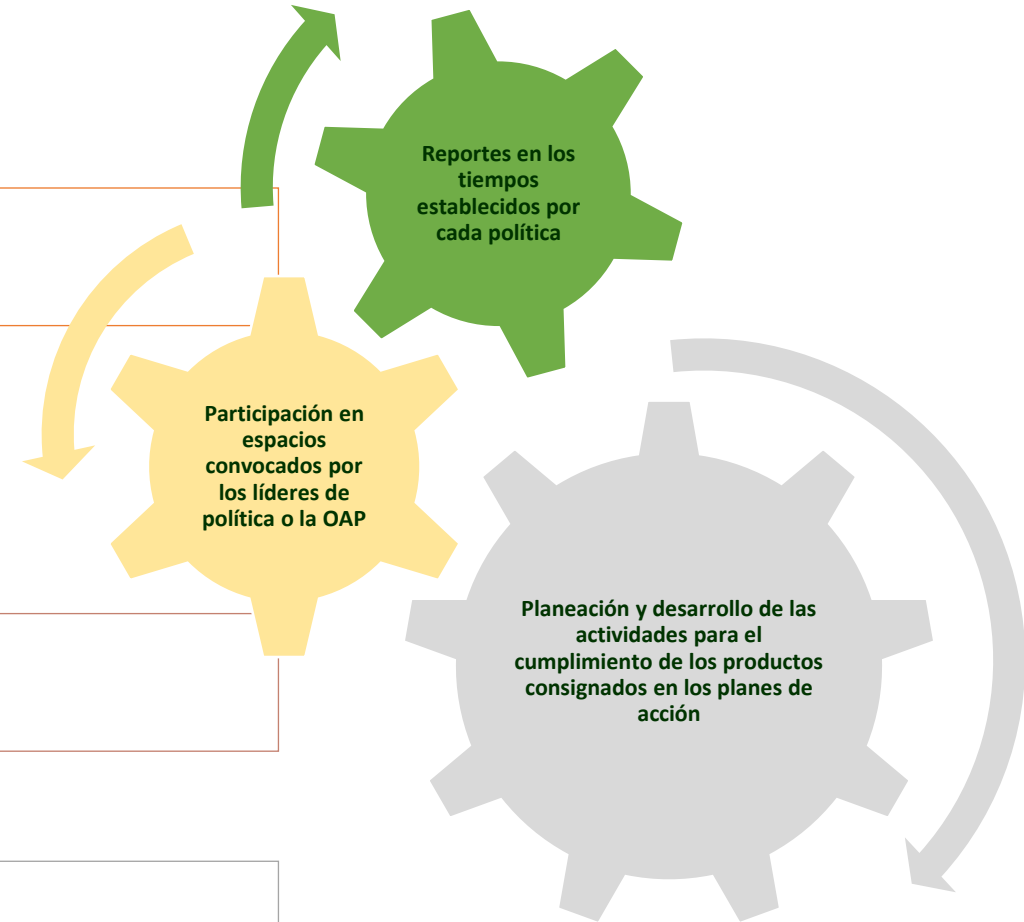 Reportes en los
tiempos
establecidos por
cada política
Participación en
espacios
convocados por
los líderes de
política o la OAP
Planeación y desarrollo de las
actividades para el
cumplimiento de los productos
consignados en los planes de
acción